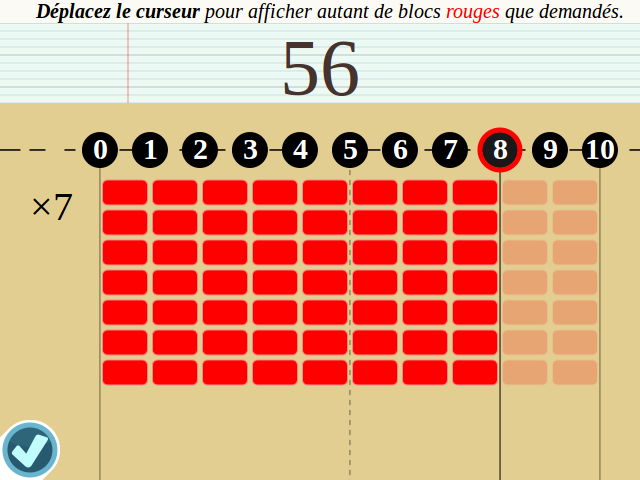 Déplacez le curseur pour afficher autant de blocs rouges que demandés.
56
0 1 2 3 4 5 6 7 8 9 10
×7